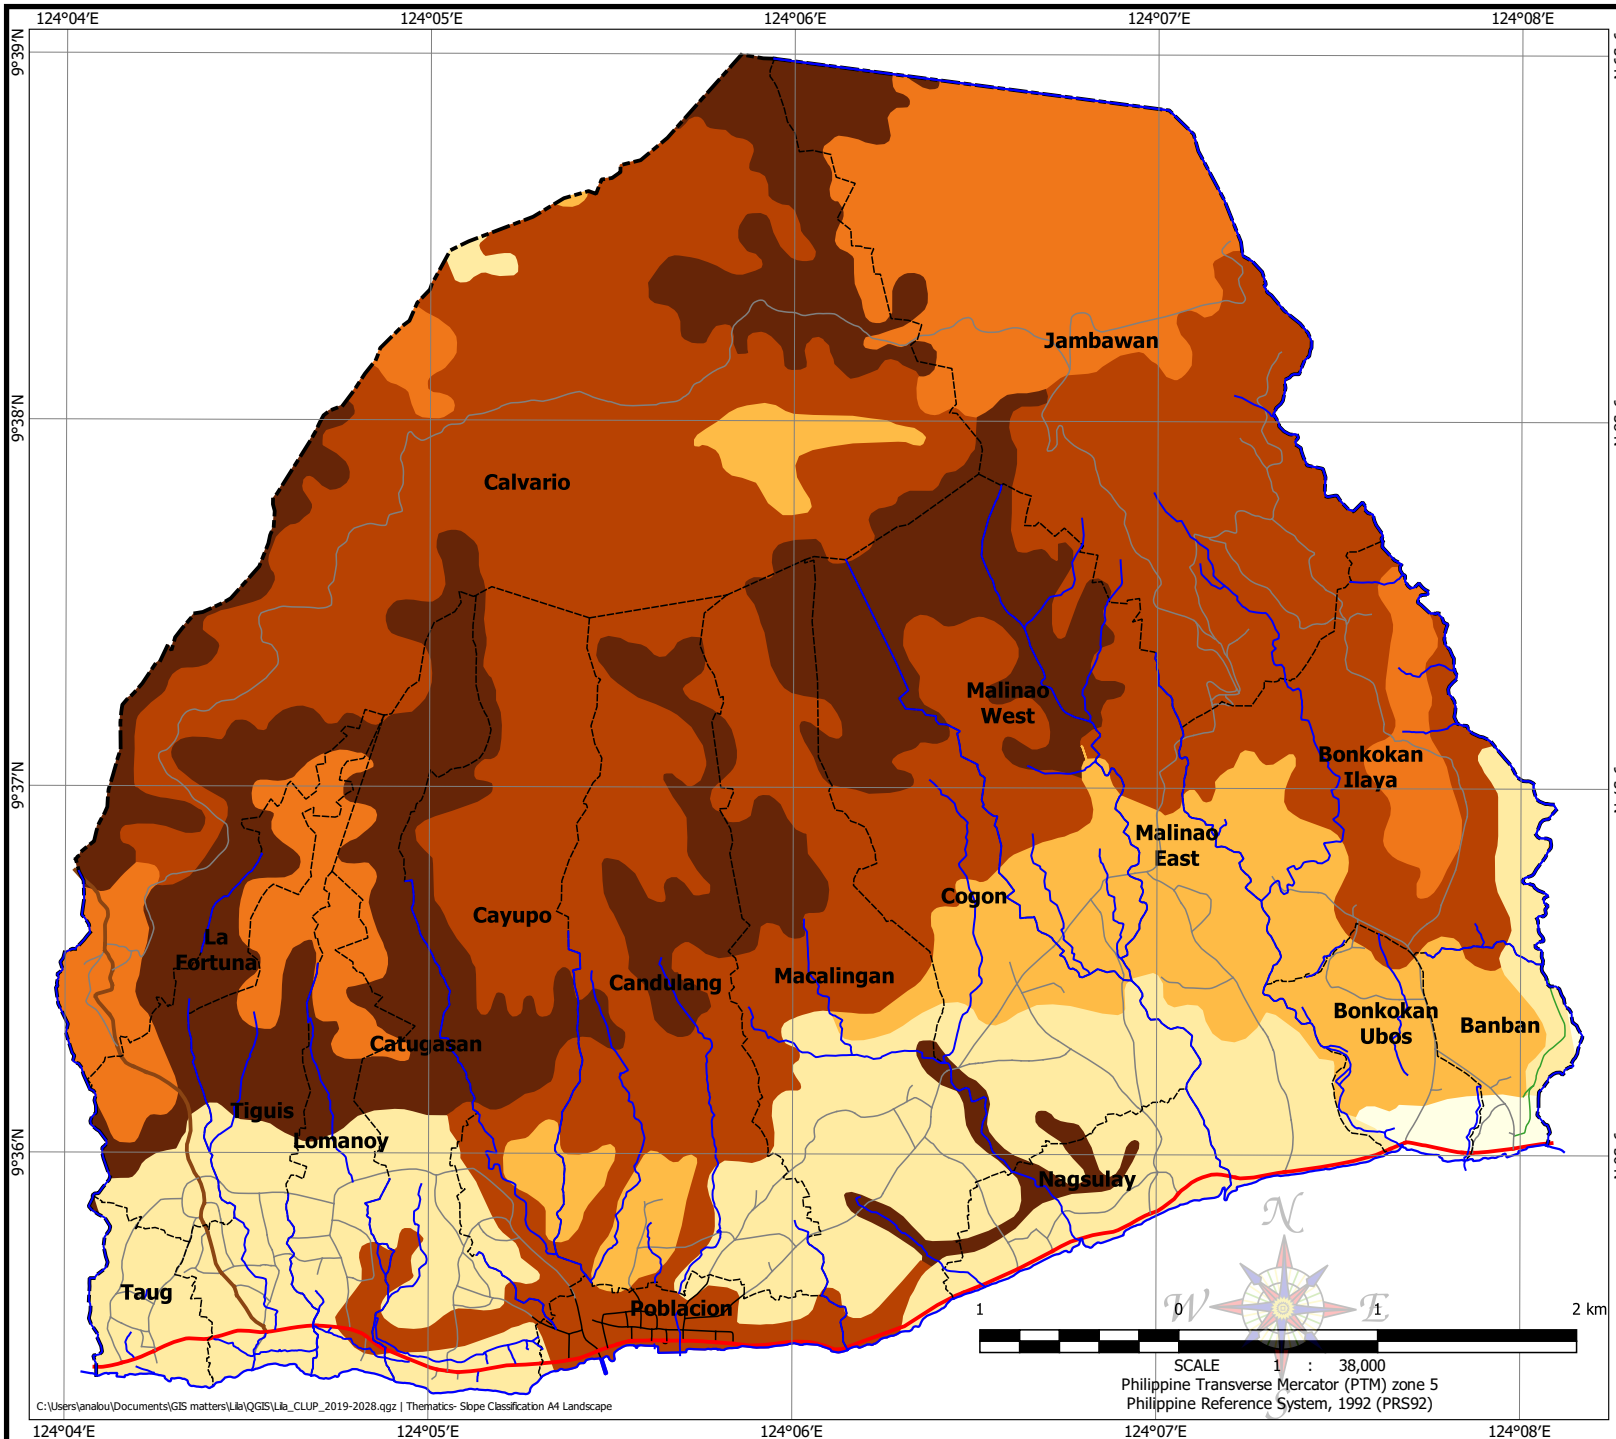 124°04'E 124°05'E 124°06'E 124°07'E 124°08'E
9°39'N
Jambawan
9°38'N
Calvario
Malinao
West
Bonkokan
Ilaya
9°37'N
Malinao
East
Cogon
Cayupo
La
Fortuna
Candulang
Macalingan
Bonkokan
Ubos
Banban
Catugasan
Tiguis
Lomanoy
9°36'N
Nagsulay
Taug
Poblacion
N
W E
S
1 0 1 2 km
SCALE 1 : 38,000
Philippine Transverse Mercator (PTM) zone 5
Philippine Reference System, 1992 (PRS92)
C:\Users\analou\Documents\GIS matters\Lila\QGIS\Lila_CLUP_2019-2028.qgz | Thematics- Slope Classification A4 Landscape
124°04'E 124°05'E 124°06'E 124°07'E 124°08'E